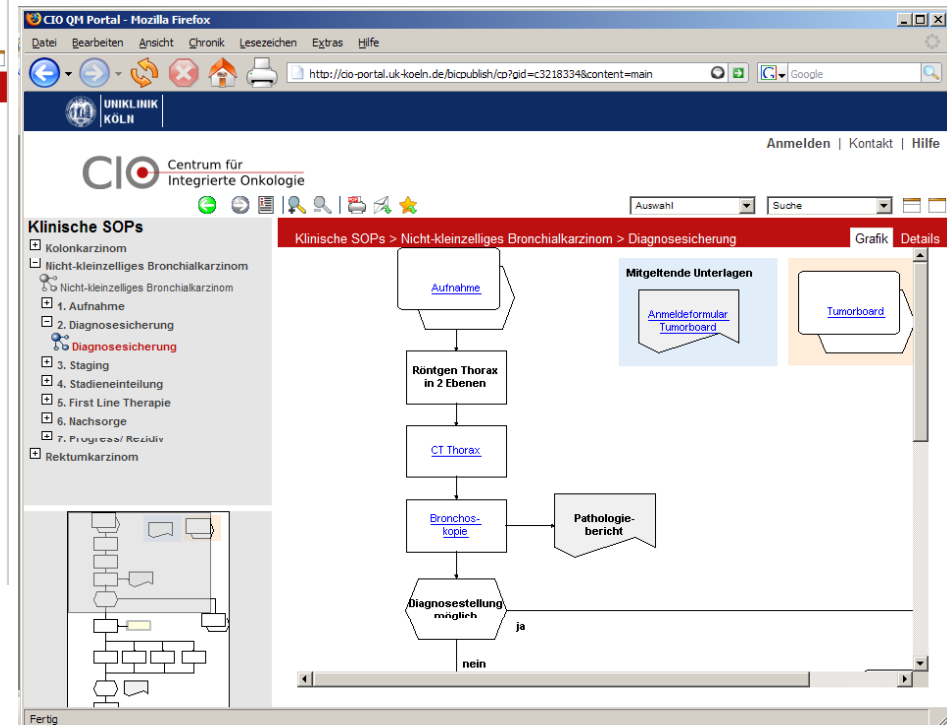 CIO QM Portal - Mozilla Firefox
Datei Bearbeiten Ansicht Chronik Lesezeichen Extras Hilfe
http://cio-portal.uk-koeln.de/bicpublish/cp?gid=c3218334&content=main
Google
UNIKLINIK
KÖLN
Anmelden | Kontakt | Hilfe
CIO
Centrum für
Integrierte Onkologie
Auswahl
Suche
Klinische SOPs
Kolonkarzinom
Nicht-kleinzelliges Bronchialkarzinom
Nicht-kleinzelliges Bronchialkarzinom
1. Aufnahme
2. Diagnosesicherung
Diagnosesicherung
3. Staging
4. Stadieneinteilung
5. First Line Therapie
6. Nachsorge
7. Progress/ Rezidiv
Rektumkarzinom
Klinische SOPs > Nicht-kleinzelliges Bronchialkarzinom > Diagnosesicherung
Grafik Details
Aufnahme
Mitgeltende Unterlagen
Anmeldeformular
Tumorboard
Tumorboard
Röntgen Thorax
in 2 Ebenen
CT Thorax
Bronchos-
kopie
Pathologie-
bericht
Diagnosestellung
möglich
ja
nein
Fertig